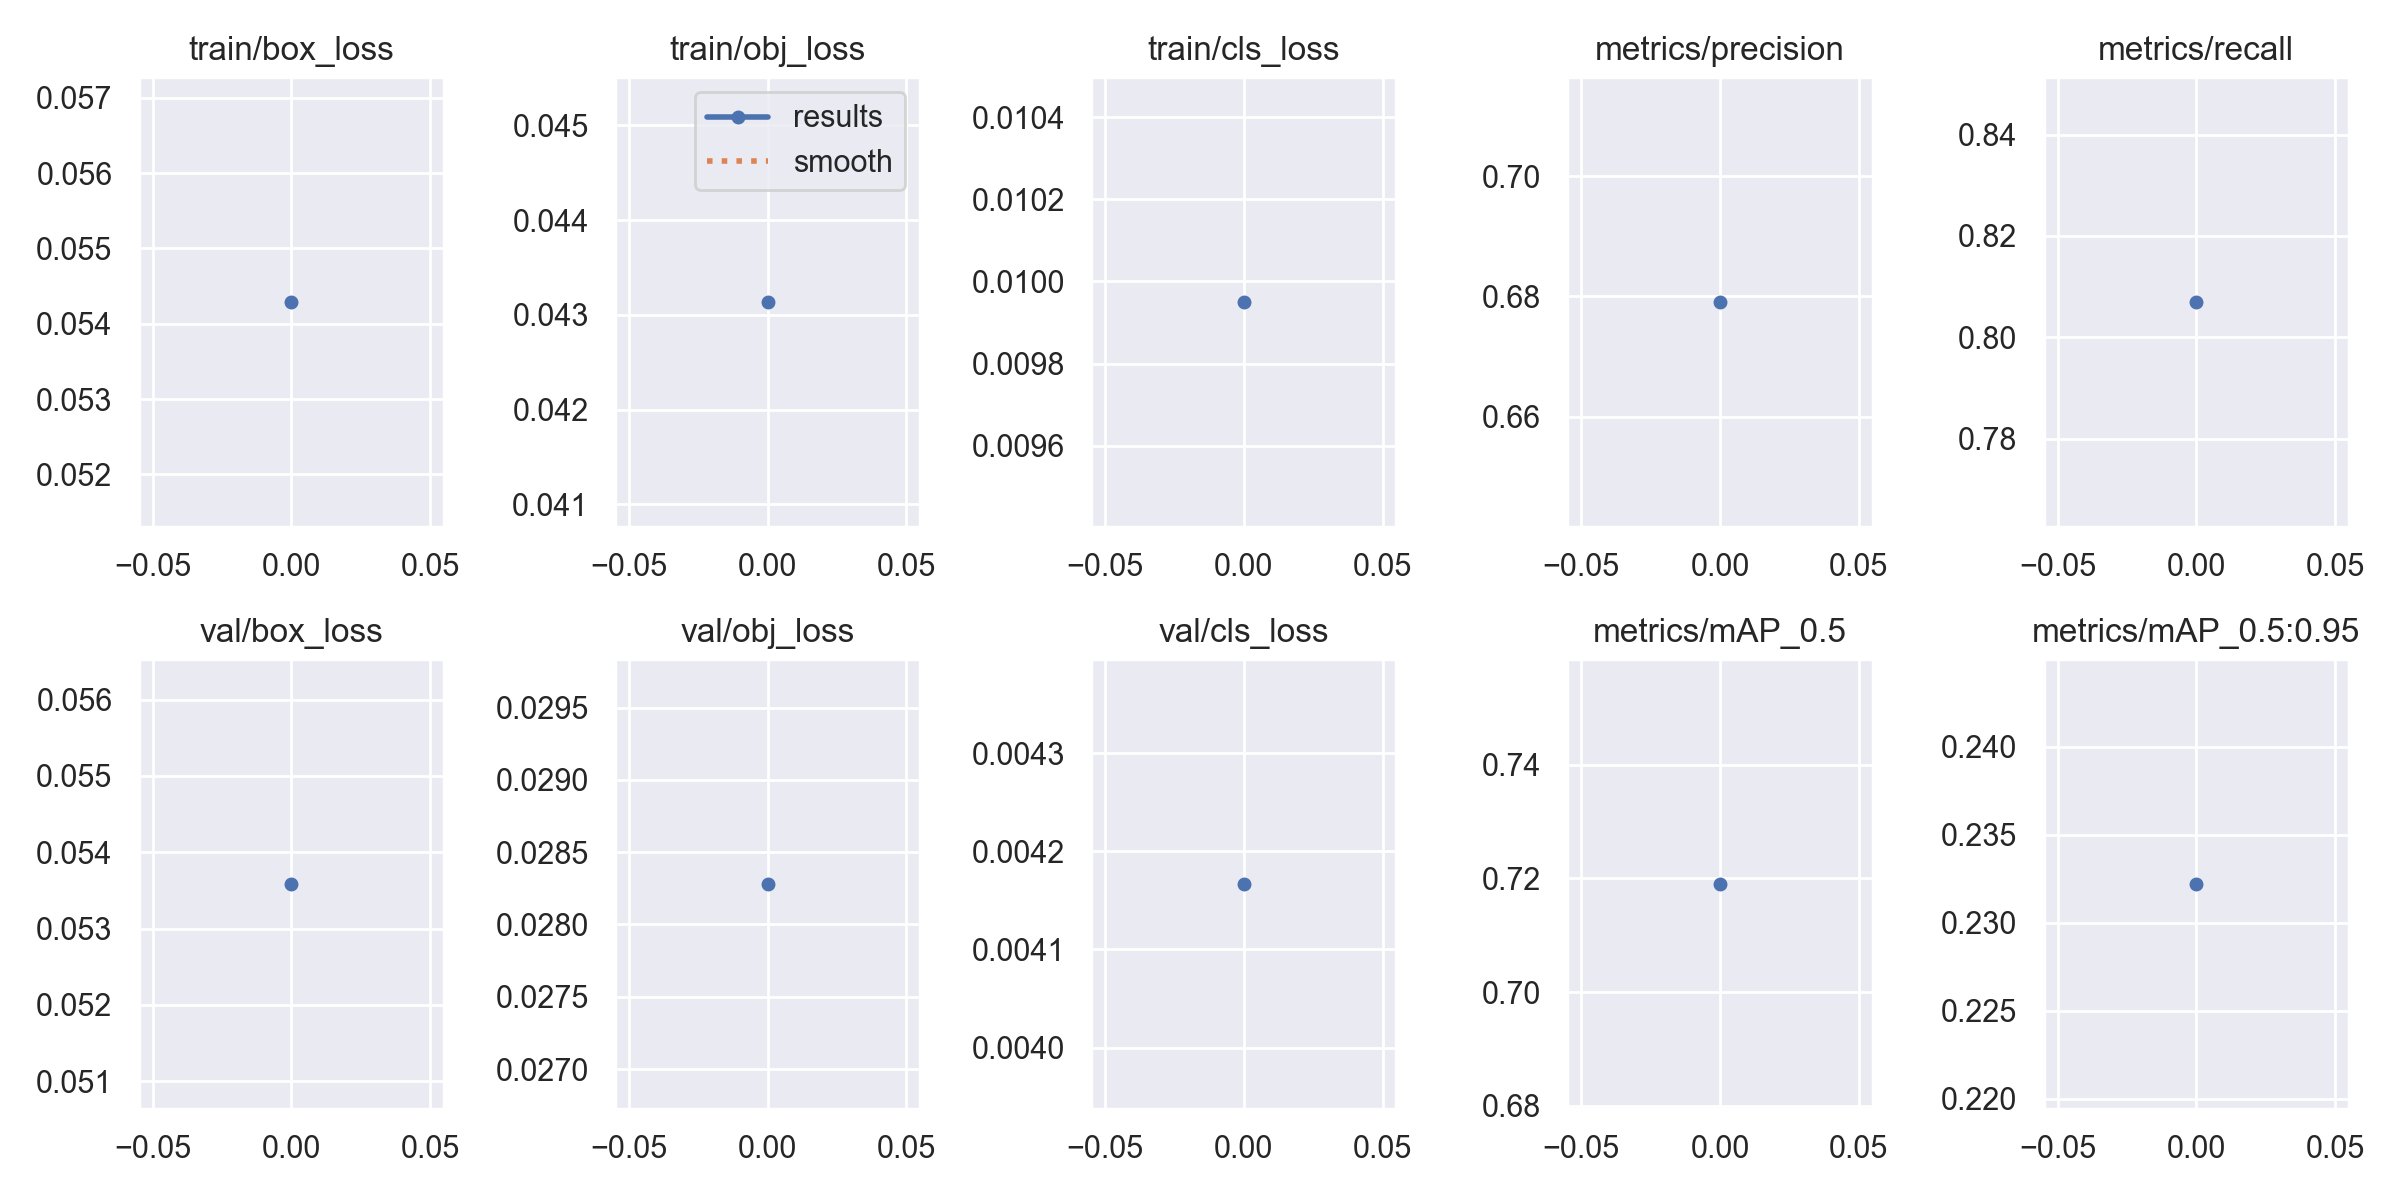 train/box_loss
0.057
0.056
0.055
0.054
0.053
0.052
−0.05 0.00 0.05
train/obj_loss
results
smooth
0.045
0.044
0.043
0.042
0.041
−0.05 0.00 0.05
train/cls_loss
0.0104
0.0102
0.0100
0.0098
0.0096
−0.05 0.00 0.05
metrics/precision
0.70
0.68
0.66
−0.05 0.00 0.05
metrics/recall
0.84
0.82
0.80
0.78
−0.05 0.00 0.05
val/box_loss
0.056
0.055
0.054
0.053
0.052
0.051
−0.05 0.00 0.05
val/obj_loss
0.0295
0.0290
0.0285
0.0280
0.0275
0.0270
−0.05 0.00 0.05
val/cls_loss
0.0043
0.0042
0.0041
0.0040
−0.05 0.00 0.05
metrics/mAP_0.5
0.74
0.72
0.70
0.68
−0.05 0.00 0.05
metrics/mAP_0.5:0.95
0.240
0.235
0.230
0.225
0.220
−0.05 0.00 0.05